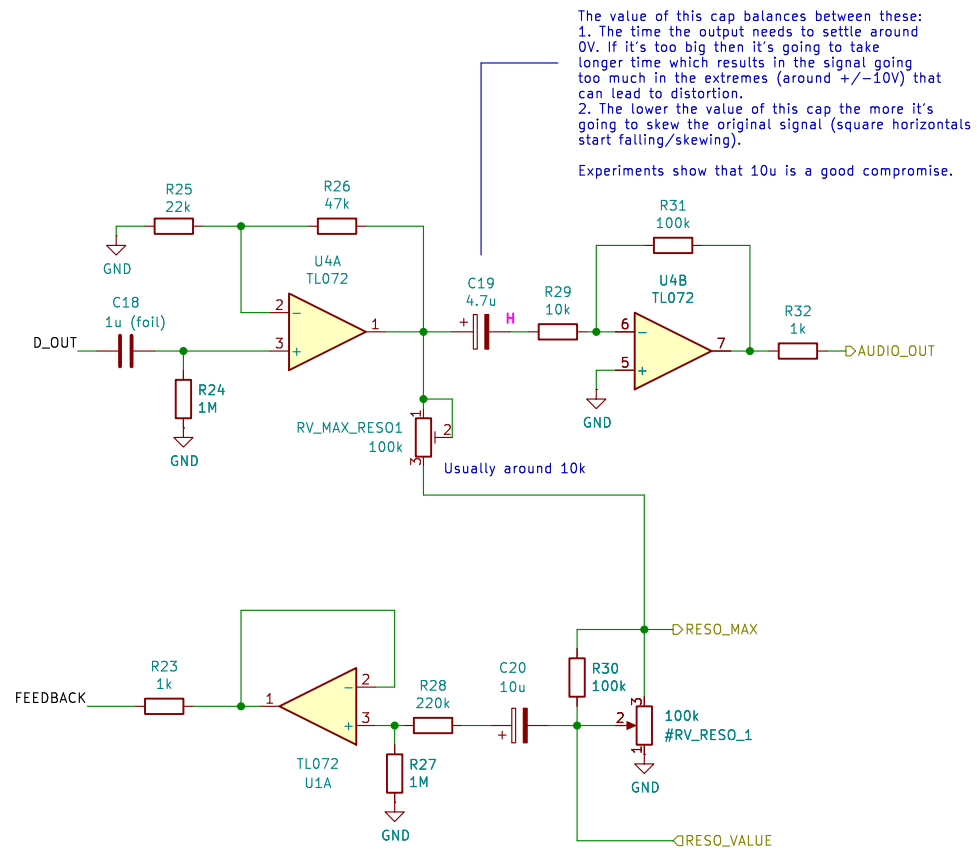 The value of this cap balances between these:
1. The time the output needs to settle around
0V. If it's too big then it's going to take
longer time which results in the signal going
too much in the extremes (around +/-10V) that
can lead to distortion.
2. The lower the value of this cap the more it's
going to skew the original signal (square horizontals
start falling/skewing).
Experiments show that 10u is a good compromise.
R25
22k
R26
47k
R31
100k
GND
U4A
TL072
C19
4.7u
H
R29
10k
U4B
TL072
C18
1u (foil)
R32
1k
D_OUT
2
3
1
6
5
7
AUDIO_OUT
R24
1M
GND
GND
RV_MAX_RESO1
100k
1
2
3
Usually around 10k
RESO_MAX
R23
1k
FEEDBACK
1
2
3
TL072
U1A
R28
220k
C20
10u
R30
100k
R27
1M
GND
3
2
1
100k
#RV_RESO_1
GND
RESO_VALUE